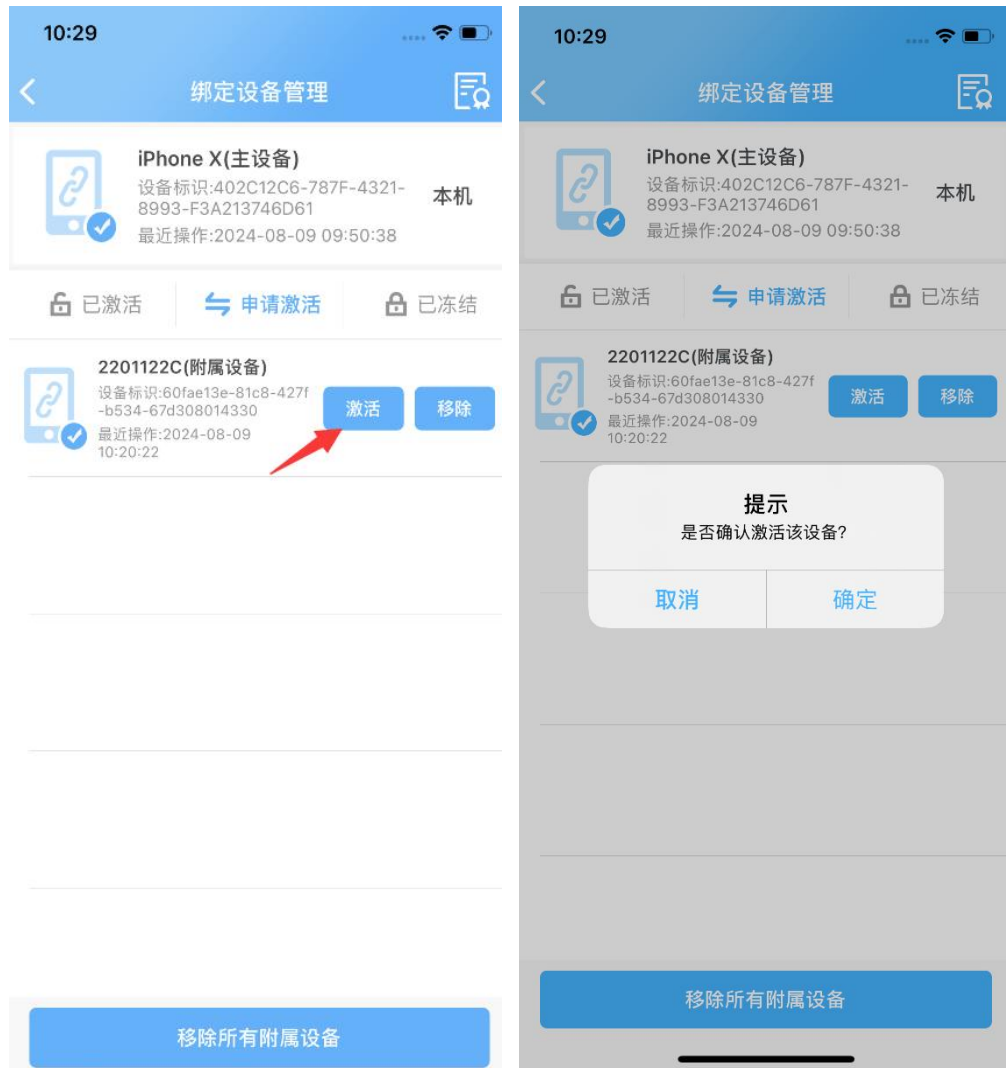 10:29
绑定设备管理
iPhone X(主设备)
设备标识:402C12C6-787F-4321-
8993-F3A213746D61
最近操作:2024-08-09 09:50:38
本机
已激活
申请激活
已冻结
2201122C(附属设备)
设备标识:60fae13e-81c8-427f
-b534-67d308014330
最近操作:2024-08-09
10:20:22
激活
移除
移除所有附属设备
10:29
绑定设备管理
iPhone X(主设备)
设备标识:402C12C6-787F-4321-
8993-F3A213746D61
最近操作:2024-08-09 09:50:38
本机
已激活
申请激活
已冻结
2201122C(附属设备)
设备标识:60fae13e-81c8-427f
-b534-67d308014330
最近操作:2024-08-09
10:20:22
激活
移除
提示
是否确认激活该设备?
取消
确定
移除所有附属设备